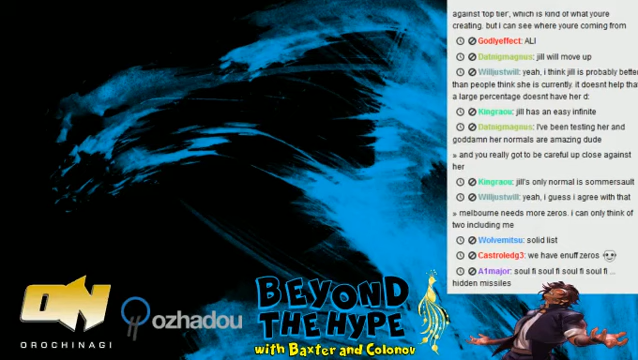 against 'top tier', which is kind of what youre
creating. but i can see where youre coming from
Godlyeffect: ALI
Datnigmagnus: jill will move up
Willjustwill: yeah, i think jill is probably better
than people think she is currently. it doesnt help that
a large percentage doesnt have her d:
Kingraou: jill has an easy infinite
Datnigmagnus: I've been testing her and
goddamn her normals are amazing dude
» and you really got to be careful up close against
her
Kingraou: jill's only normal is sommersault
Willjustwill: yeah, i guess i agree with that
» melbourne needs more zeros. i can only think of
two including me
Wolvemitsu: solid list
Castroledg3: we have enuff zeros
A1major: soul fi soul fi soul fi soul fi ...
hidden missiles
ON
OROCHINAGI
ozhadou
BEYOND
THE HYPE
with Baxter and Colonov